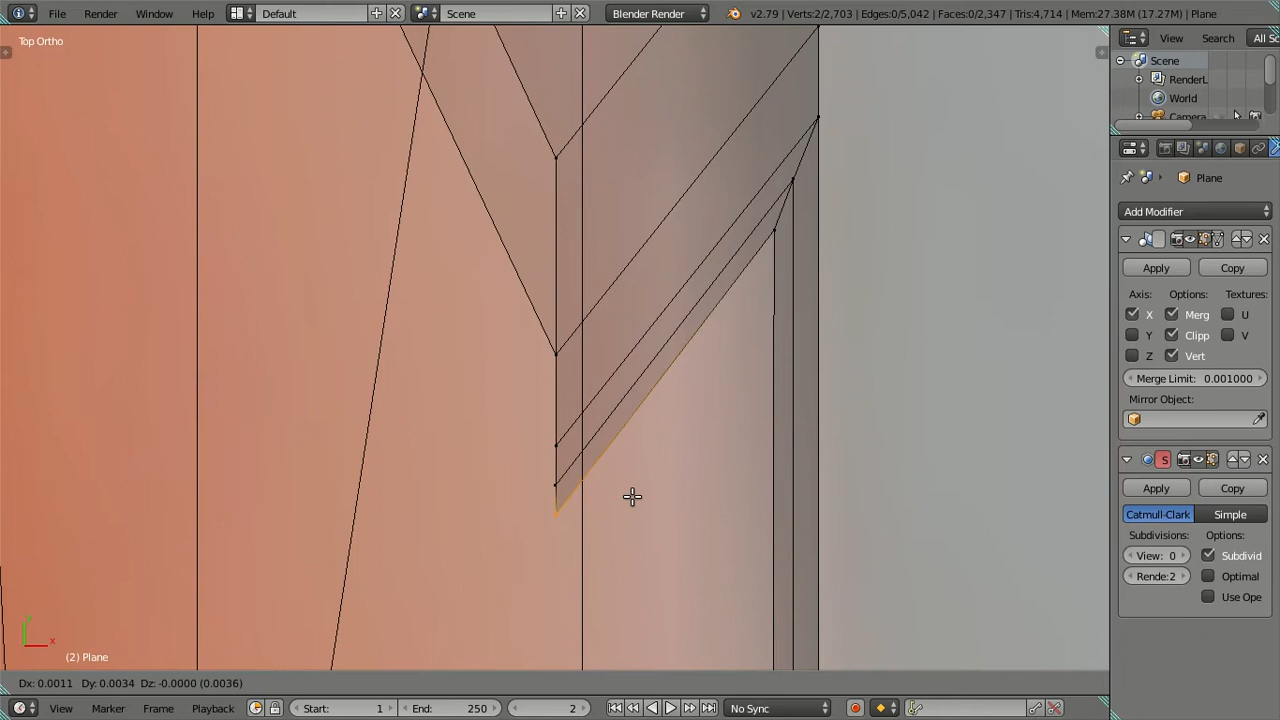 File Render Window Help Default Scene Blender Render v2.79 | Verts:2/2,703 | Edges:0/5,042 | Faces:0/2,347 | Tris:4,714 | Mem:27.38M (17.27M) | Plane
Top Ortho
View Search All Sc
Scene
RenderL
World
Camera
Plane
Add Modifier
Apply Copy
Axis: Options: Textures:
X Merg U
Y Clipp V
Z Vert
Merge Limit: 0.001000
Mirror Object:
S
Apply Copy
Catmull-Clark Simple
Subdivisions: Options:
View: 0 Subdivid
Rende:2 Optimal
Use Ope
y
x
(2) Plane
Dx: 0.0011 Dy: 0.0034 Dz: -0.0000 (0.0036)
View Marker Frame Playback Start: 1 End: 250 2 No Sync